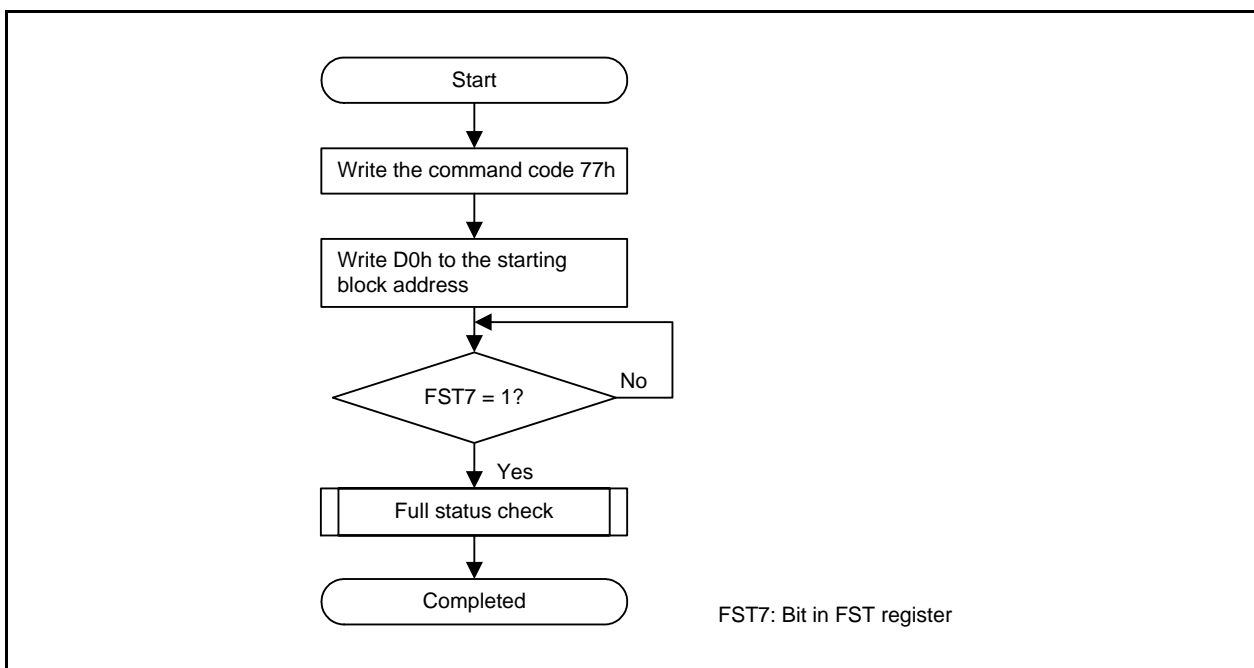 Start
Write the command code 77h
Write D0h to the starting
block address
FST7 = 1?
No
Yes
Full status check
Completed
FST7: Bit in FST register